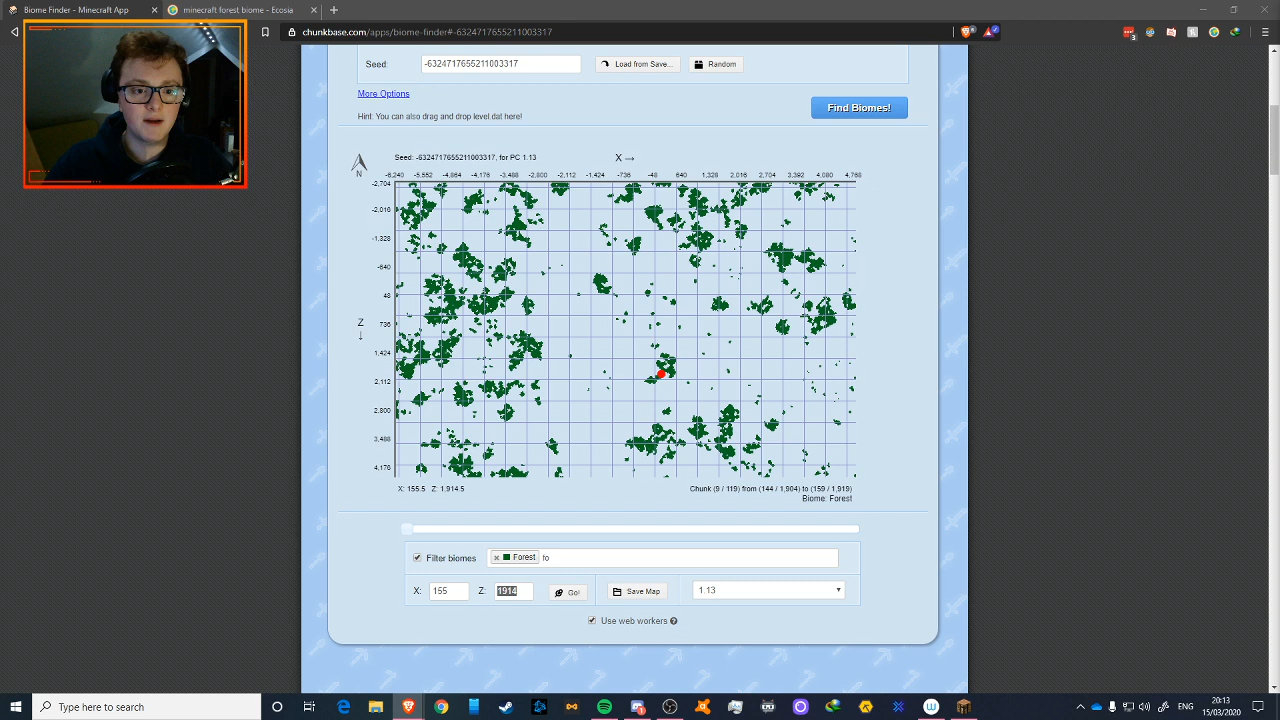 Biome Finder - Minecraft App
minecraft forest biome - Ecosia
chunkbase.com/apps/biome-finder#-6324717655211003317
Seed:
-6324717655211003317
Load from Save...
Random
More Options
Find Biomes!
Hint: You can also drag and drop level.dat here!
Seed: -6324717655211003317, for PC 1.13
X →
N
-6,240 -5,552 -4,864 -4,176 -3,488 -2,800 -2,112 -1,424 -736 -48 640 1,328 2,016 2,704 3,392 4,080 4,768
-2,704
-2,016
-1,328
-640
48
Z
↓
736
1,424
2,112
2,800
3,488
4,176
X: 155.5 Z: 1,914.5
Chunk (9 / 119) from (144 / 1,904) to (159 / 1,919)
Biome: Forest
Filter biomes
Forest
fo
X: 155
Z: 1914
Go!
Save Map
1.13
Use web workers
Type here to search
ENG
20:13
15/03/2020